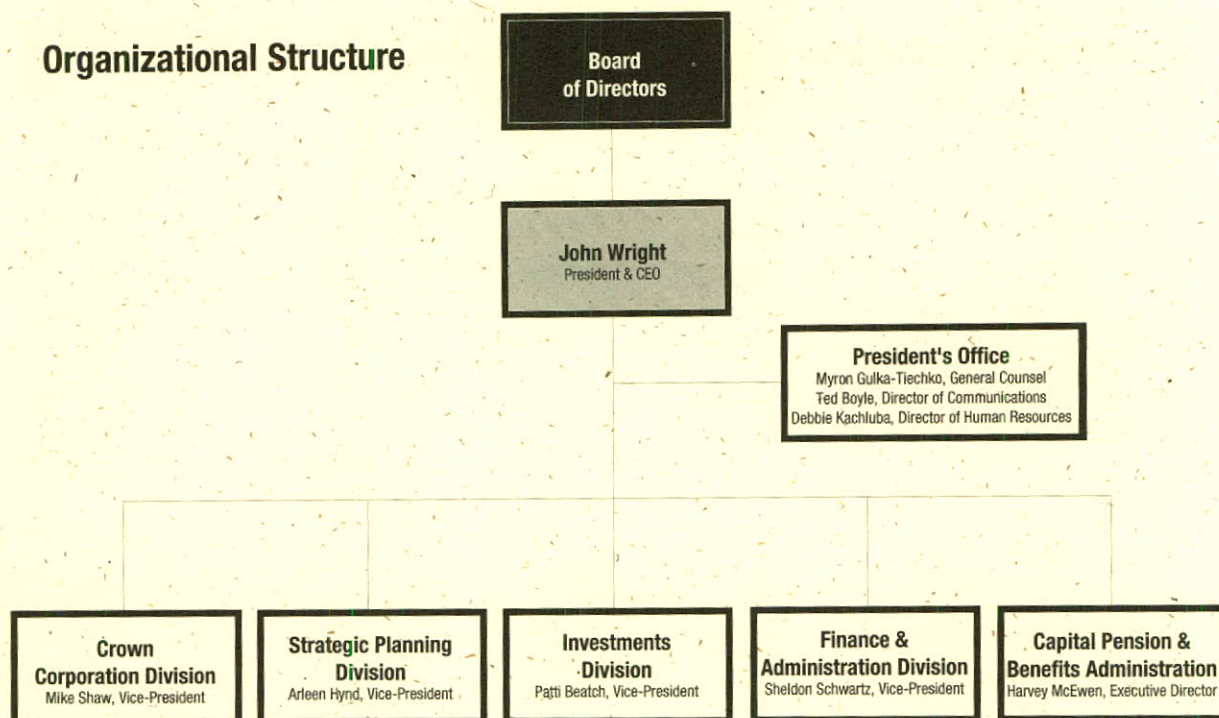 Organizational Structure
Board
of Directors
John Wright
President & CEO
President's Office
Myron Gulka-Tiechko, General Counsel
Ted Boyle, Director of Communications
Debbie Kachluba, Director of Human Resources
Crown
Corporation Division
Mike Shaw, Vice-President
Strategic Planning
Division
Arleen Hynd, Vice-President
Investments
Division
Patti Beatch, Vice-President
Finance &
Administration Division
Sheldon Schwartz, Vice-President
Capital Pension &
Benefits Administration
Harvey McEwen, Executive Director